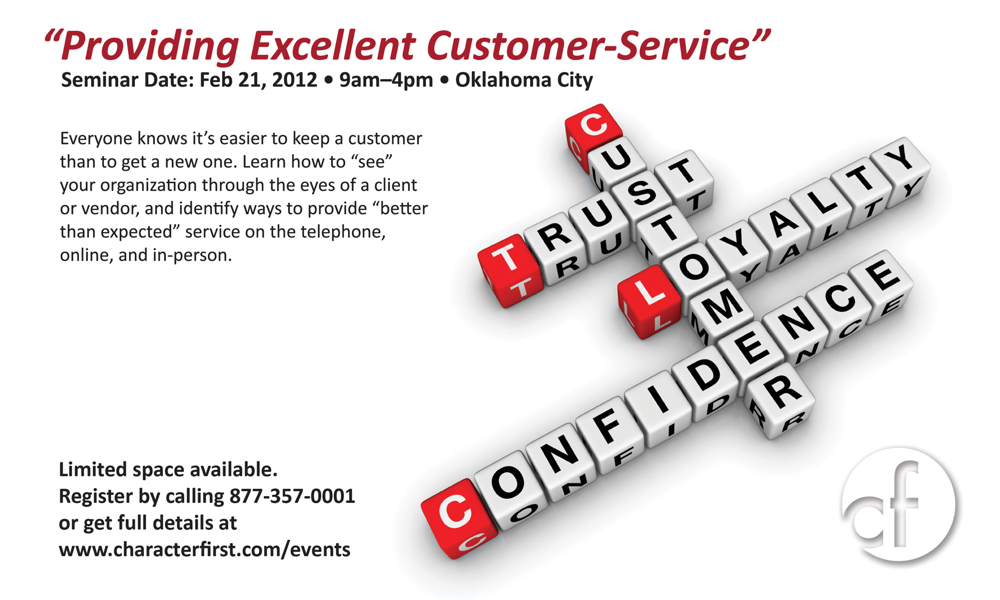 “Providing Excellent Customer-Service”
Seminar Date: Feb 21, 2012 • 9am–4pm • Oklahoma City
Everyone knows it’s easier to keep a customer
than to get a new one. Learn how to “see”
your organization through the eyes of a client
or vendor, and identify ways to provide “better
than expected” service on the telephone,
online, and in-person.
CUSTOMER
TRUST
LOYALTY
CONFIDENCE
Limited space available.
Register by calling 877-357-0001
or get full details at
www.characterfirst.com/events
cf